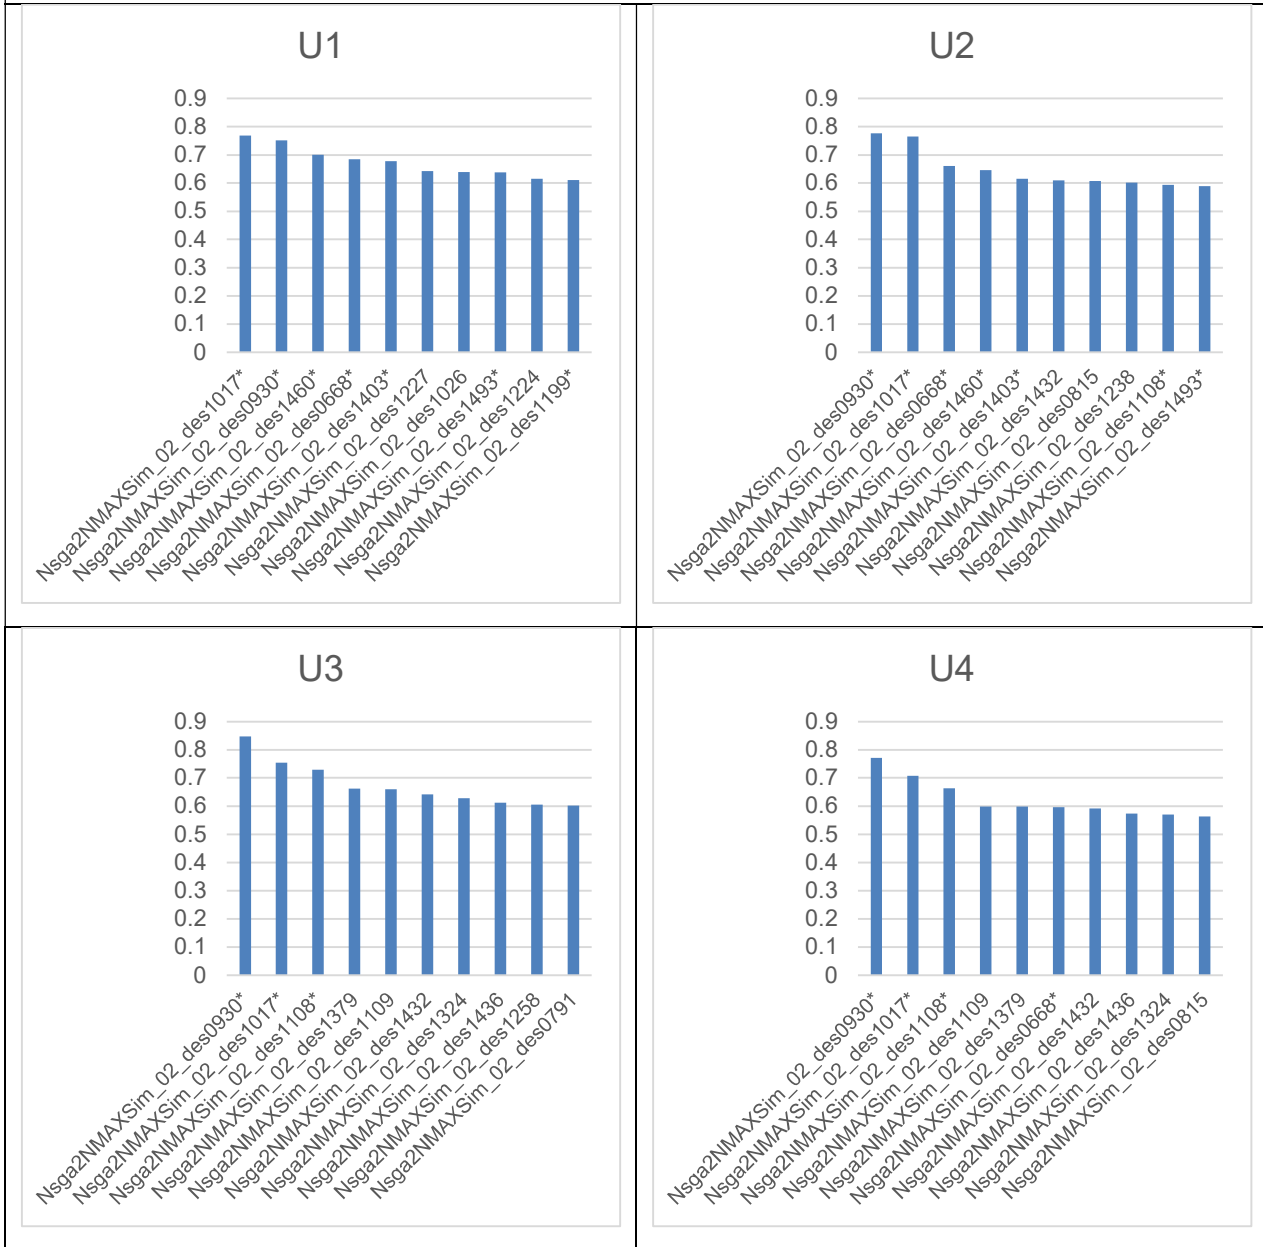 U1
0.9
0.8
0.7
0.6
0.5
0.4
0.3
0.2
0.1
0
Nsga2NMAXSim_02_des1017*
Nsga2NMAXSim_02_des0930*
Nsga2NMAXSim_02_des1460*
Nsga2NMAXSim_02_des0668*
Nsga2NMAXSim_02_des1403*
Nsga2NMAXSim_02_des1227
Nsga2NMAXSim_02_des1026
Nsga2NMAXSim_02_des1493*
Nsga2NMAXSim_02_des1224
Nsga2NMAXSim_02_des1199*
U2
0.9
0.8
0.7
0.6
0.5
0.4
0.3
0.2
0.1
0
Nsga2NMAXSim_02_des0930*
Nsga2NMAXSim_02_des1017*
Nsga2NMAXSim_02_des0668*
Nsga2NMAXSim_02_des1460*
Nsga2NMAXSim_02_des1403*
Nsga2NMAXSim_02_des1432
Nsga2NMAXSim_02_des0815
Nsga2NMAXSim_02_des1238
Nsga2NMAXSim_02_des1108*
Nsga2NMAXSim_02_des1493*
U3
0.9
0.8
0.7
0.6
0.5
0.4
0.3
0.2
0.1
0
Nsga2NMAXSim_02_des0930*
Nsga2NMAXSim_02_des1017*
Nsga2NMAXSim_02_des1108*
Nsga2NMAXSim_02_des1379
Nsga2NMAXSim_02_des1109
Nsga2NMAXSim_02_des1432
Nsga2NMAXSim_02_des1324
Nsga2NMAXSim_02_des1436
Nsga2NMAXSim_02_des1258
Nsga2NMAXSim_02_des0791
U4
0.9
0.8
0.7
0.6
0.5
0.4
0.3
0.2
0.1
0
Nsga2NMAXSim_02_des0930*
Nsga2NMAXSim_02_des1017*
Nsga2NMAXSim_02_des1108*
Nsga2NMAXSim_02_des1109
Nsga2NMAXSim_02_des1379
Nsga2NMAXSim_02_des0668*
Nsga2NMAXSim_02_des1432
Nsga2NMAXSim_02_des1436
Nsga2NMAXSim_02_des1324
Nsga2NMAXSim_02_des0815